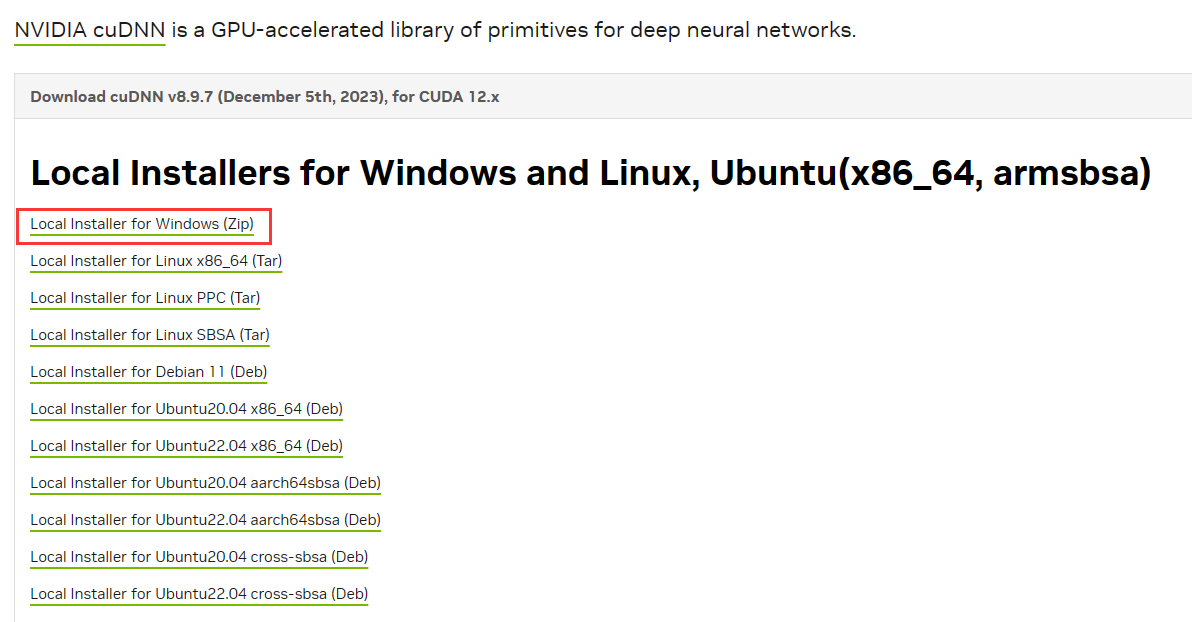 NVIDIA cuDNN is a GPU-accelerated library of primitives for deep neural networks.
Download cuDNN v8.9.7 (December 5th, 2023), for CUDA 12.x
Local Installers for Windows and Linux, Ubuntu(x86_64, armsbsa)
Local Installer for Windows (Zip)
Local Installer for Linux x86_64 (Tar)
Local Installer for Linux PPC (Tar)
Local Installer for Linux SBSA (Tar)
Local Installer for Debian 11 (Deb)
Local Installer for Ubuntu20.04 x86_64 (Deb)
Local Installer for Ubuntu22.04 x86_64 (Deb)
Local Installer for Ubuntu20.04 aarch64sbsa (Deb)
Local Installer for Ubuntu22.04 aarch64sbsa (Deb)
Local Installer for Ubuntu20.04 cross-sbsa (Deb)
Local Installer for Ubuntu22.04 cross-sbsa (Deb)